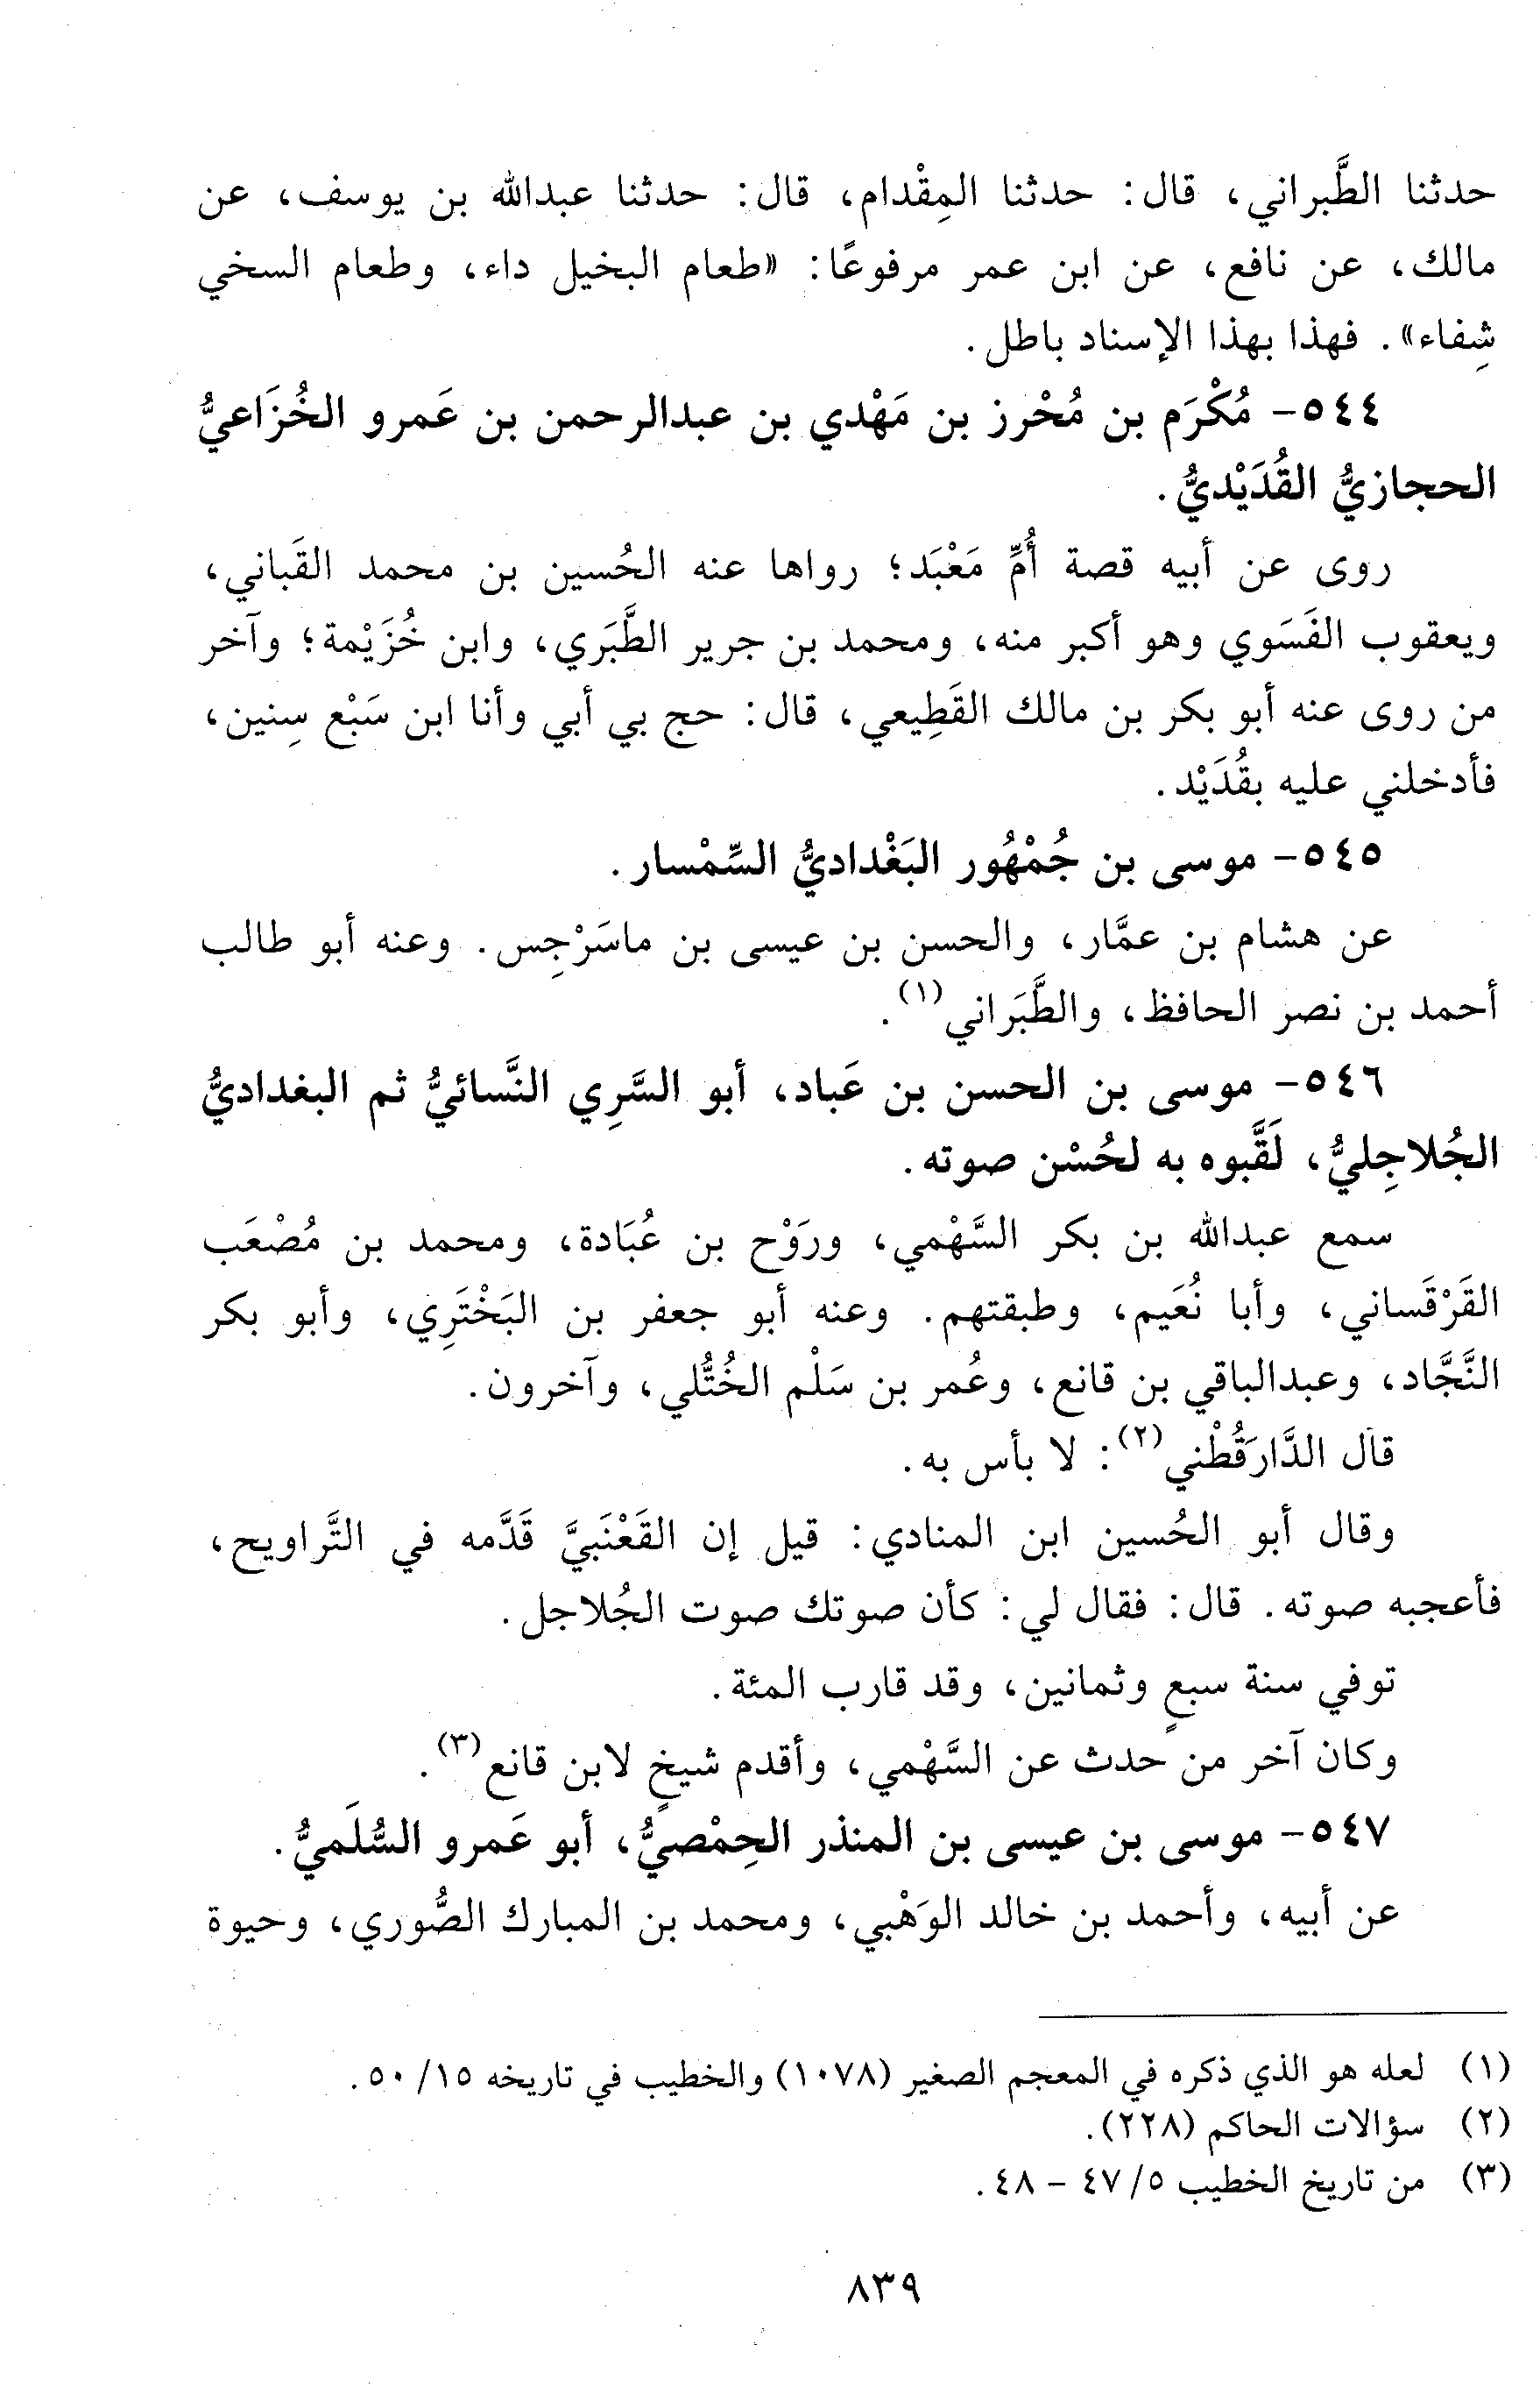 حدثنا الطَّبراني، قال: حدثنا المِقْدام، قال: حدثنا عبدالله بن يوسف، عن
مالك، عن نافع، عن ابن عمر مرفوعًا: «طعام البخيل داء، وطعام السخي
شِفاء». فهذا بهذا الإسناد باطل.
٥٤٤- مُكْرَم بن مُحْرز بن مَهْدي بن عبدالرحمن بن عَمرو الخُزَاعيُّ
الحجازيُّ القُدَيْديُّ.
روى عن أبيه قصة أُمِّ مَعْبَد؛ رواها عنه الحُسين بن محمد القَباني،
ويعقوب الفَسَوي وهو أكبر منه، ومحمد بن جرير الطَّبَري، وابن خُزَيْمة؛ وآخر
من روى عنه أبو بكر بن مالك القَطِيعي، قال: حج بي أبي وأنا ابن سَبْع سِنين،
فأدخلني عليه بقُدَيْد.
٥٤٥- موسى بن جُمْهُور البَغْداديُّ السِّمْسار.
عن هشام بن عمَّار، والحسن بن عيسى بن ماسَرْجِس. وعنه أبو طالب
أحمد بن نصر الحافظ، والطَّبَراني(١).
٥٤٦- موسى بن الحسن بن عَباد، أبو السَّرِي النَّسائيُّ ثم البغداديُّ
الجُلاجِليُّ، لَقَّبوه به لحُسْن صوته.
سمع عبدالله بن بكر السَّهْمي، ورَوْح بن عُبَادة، ومحمد بن مُصْعَب
القَرْقَساني، وأبا نُعَيم، وطبقتهم. وعنه أبو جعفر بن البَخْتَرِي، وأبو بكر
النَّجَّاد، وعبدالباقي بن قانع، وعُمر بن سَلْم الخُتُّلي، وآخرون.
قال الدَّارَقُطْني(٢): لا بأس به.
وقال أبو الحُسين ابن المنادي: قيل إن القَعْنَبيَّ قَدَّمه في التَّراويح،
فأعجبه صوته. قال: فقال لي: كأن صوتك صوت الجُلاجل.
توفي سنة سبعٍ وثمانين، وقد قارب المئة.
وكان آخر من حدث عن السَّهْمي، وأقدم شيخٍ لابن قانع(٣).
٥٤٧- موسى بن عيسى بن المنذر الحِمْصيُّ، أبو عَمرو السُّلَميُّ.
عن أبيه، وأحمد بن خالد الوَهْبي، ومحمد بن المبارك الصُّوري، وحيوة
(١) لعله هو الذي ذكره في المعجم الصغير (١٠٧٨) والخطيب في تاريخه ١٥/ ٥٠.
(٢) سؤالات الحاكم (٢٢٨).
(٣) من تاريخ الخطيب ٥/ ٤٧ - ٤٨.
٨٣٩